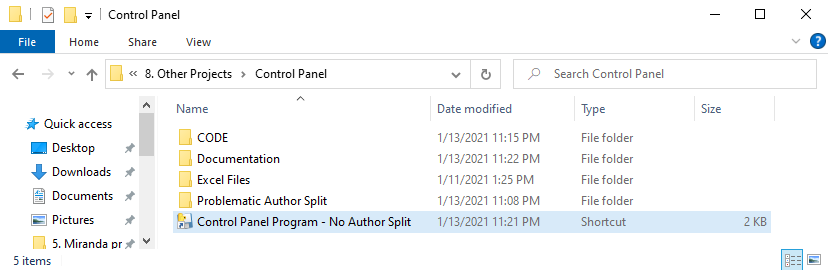 Control Panel
File Home Share View
« 8. Other Projects › Control Panel Search Control Panel
Name Date modified Type Size
Quick access
CODE 1/13/2021 11:15 PM File folder
Desktop
Documentation 1/13/2021 11:22 PM File folder
Downloads
Excel Files 1/11/2021 1:25 PM File folder
Documents
Problematic Author Split 1/13/2021 11:08 PM File folder
Pictures
Control Panel Program - No Author Split 1/13/2021 11:21 PM Shortcut 2 KB
5. Miranda pr
5 items